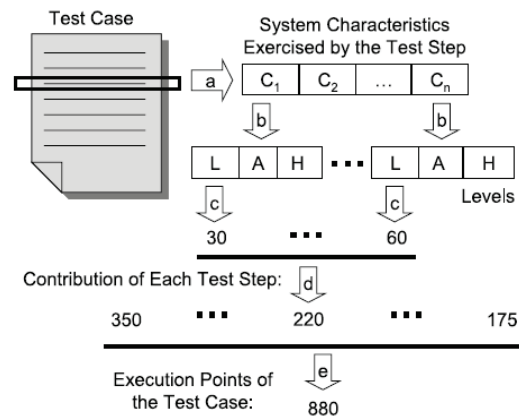 Test Case
System Characteristics
Exercised by the Test Step
a
C1 C2 ... Cn
b b
L A H ... L A H
Levels
c c
30 ... 60
Contribution of Each Test Step: d
350 ... 220 ... 175
e
Execution Points of
the Test Case: 880